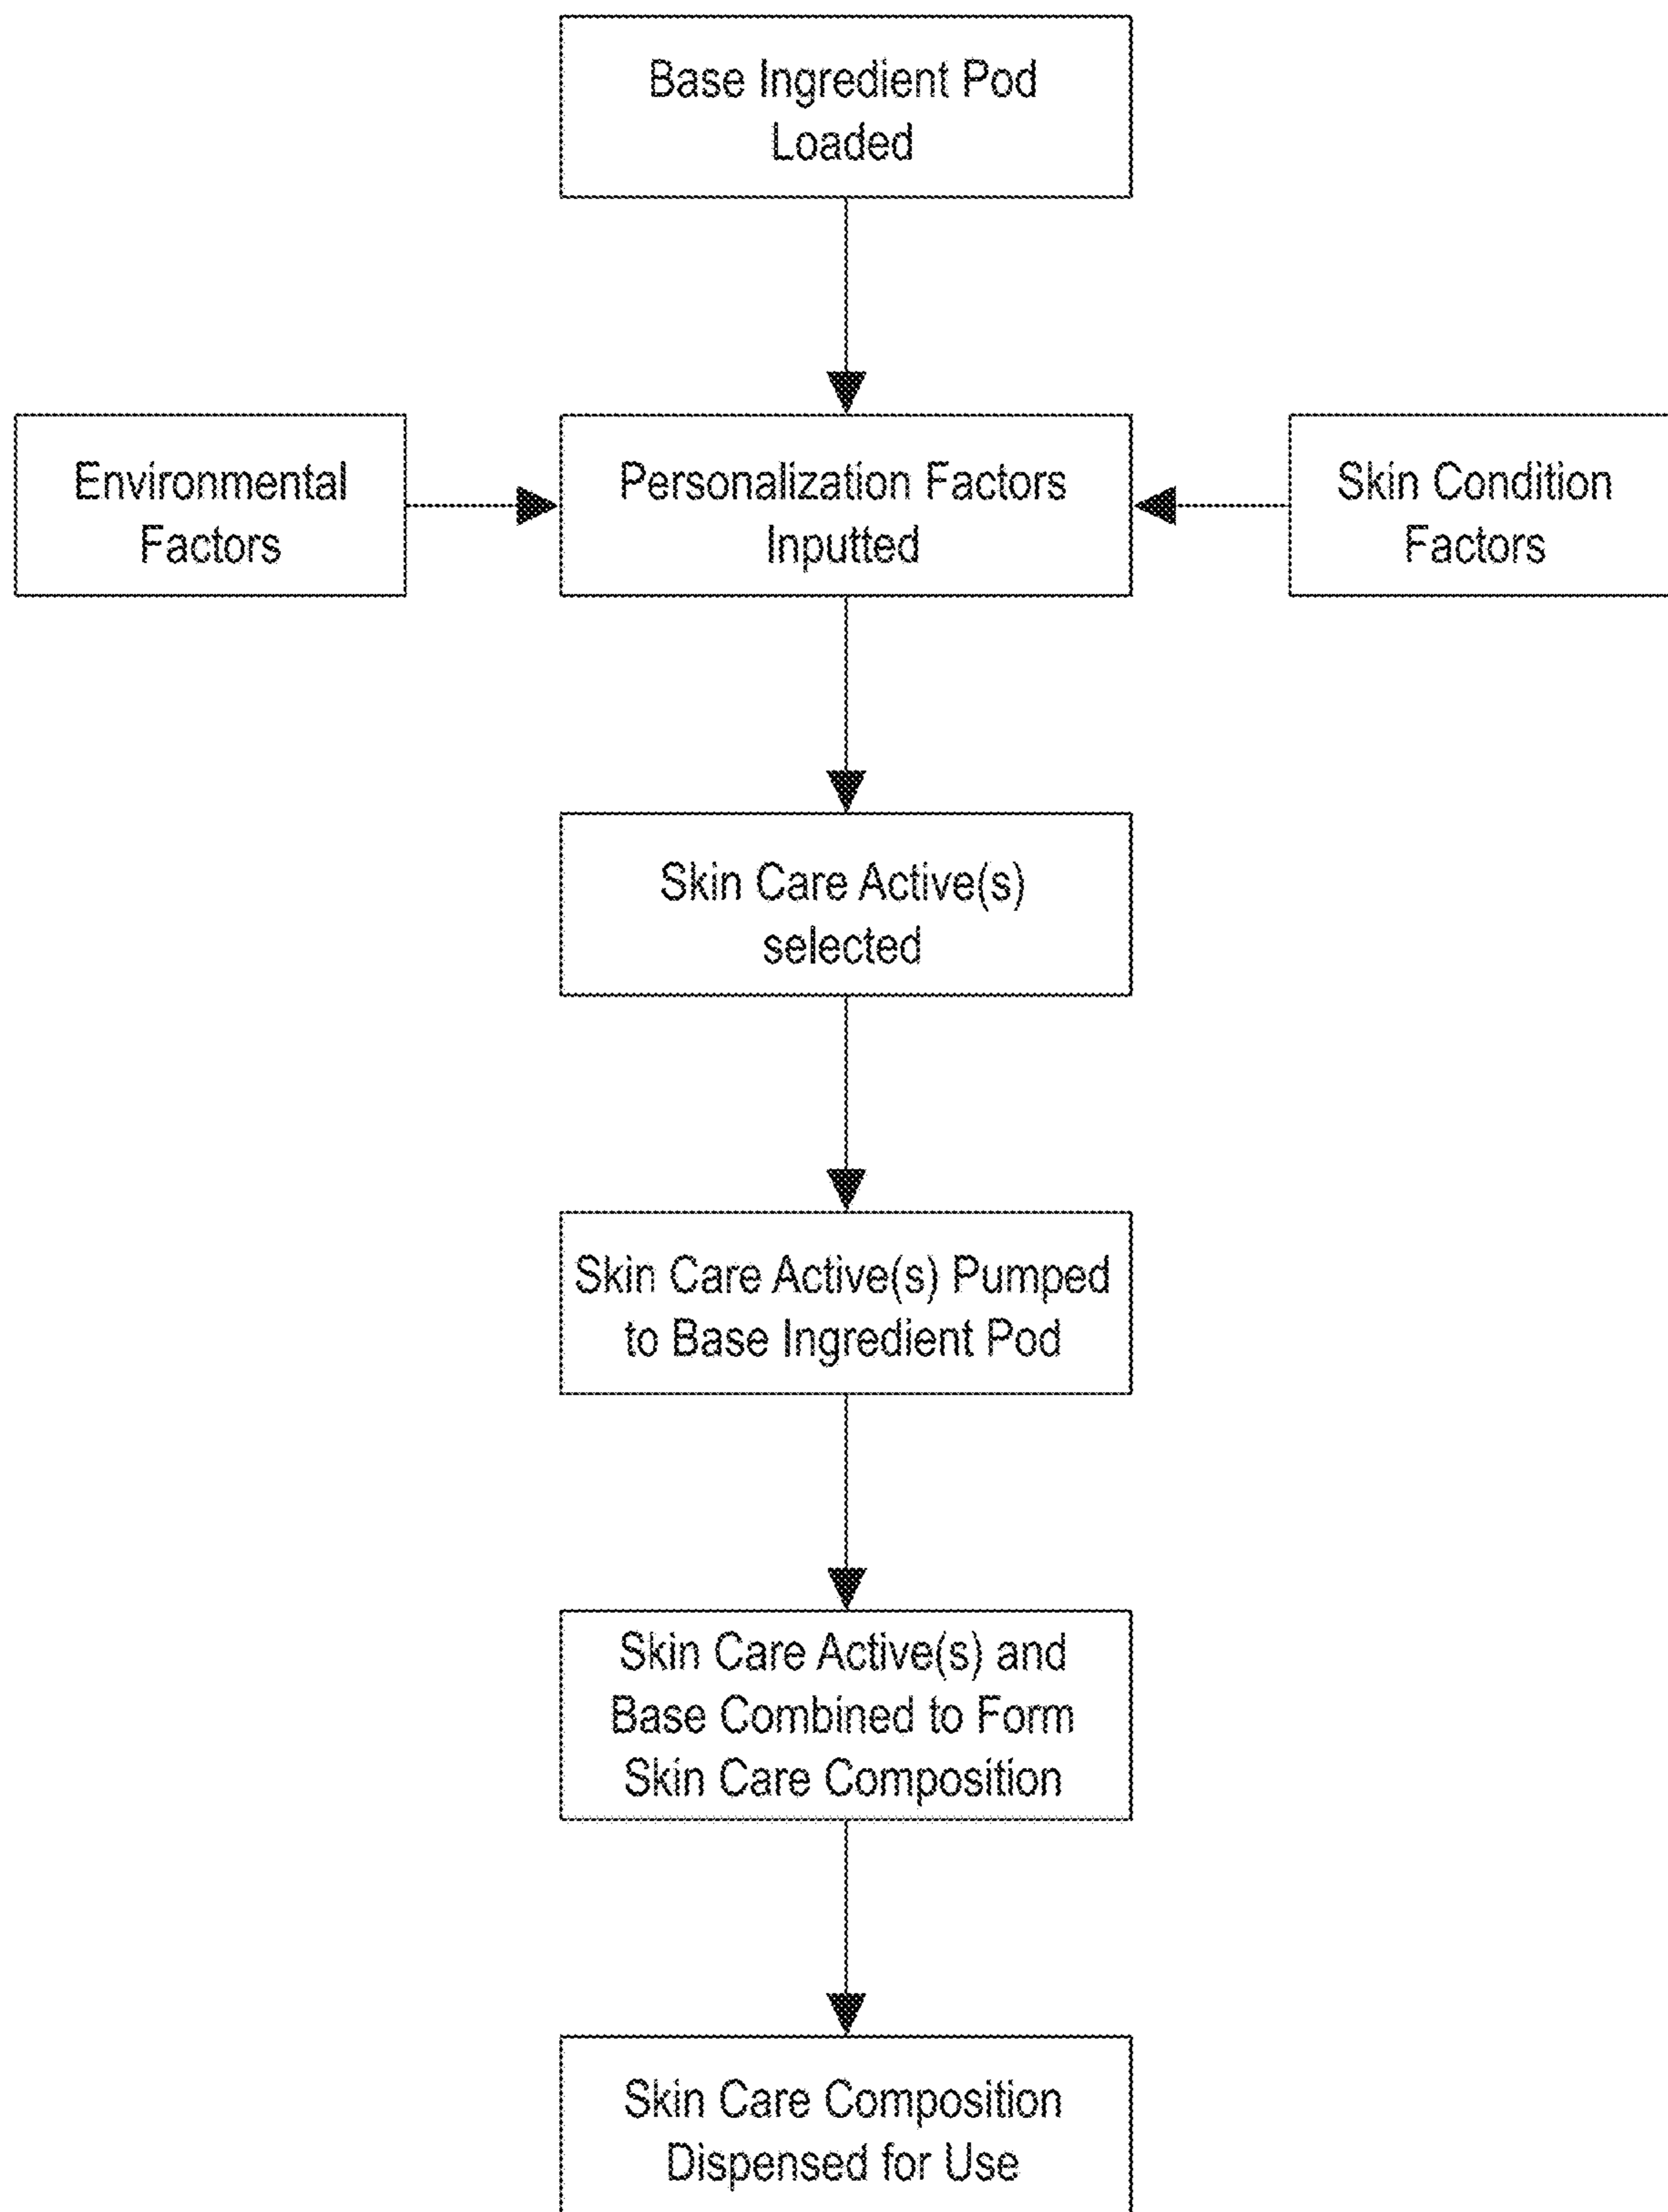 Base Ingredient Pod
Loaded
Environmental
Factors
Personalization Factors
Inputted
Skin Condition
Factors
Skin Care Active(s)
selected
Skin Care Active(s) Pumped
to Base Ingredient Pod
Skin Care Active(s) and
Base Combined to Form
Skin Care Composition
Skin Care Composition
Dispensed for Use